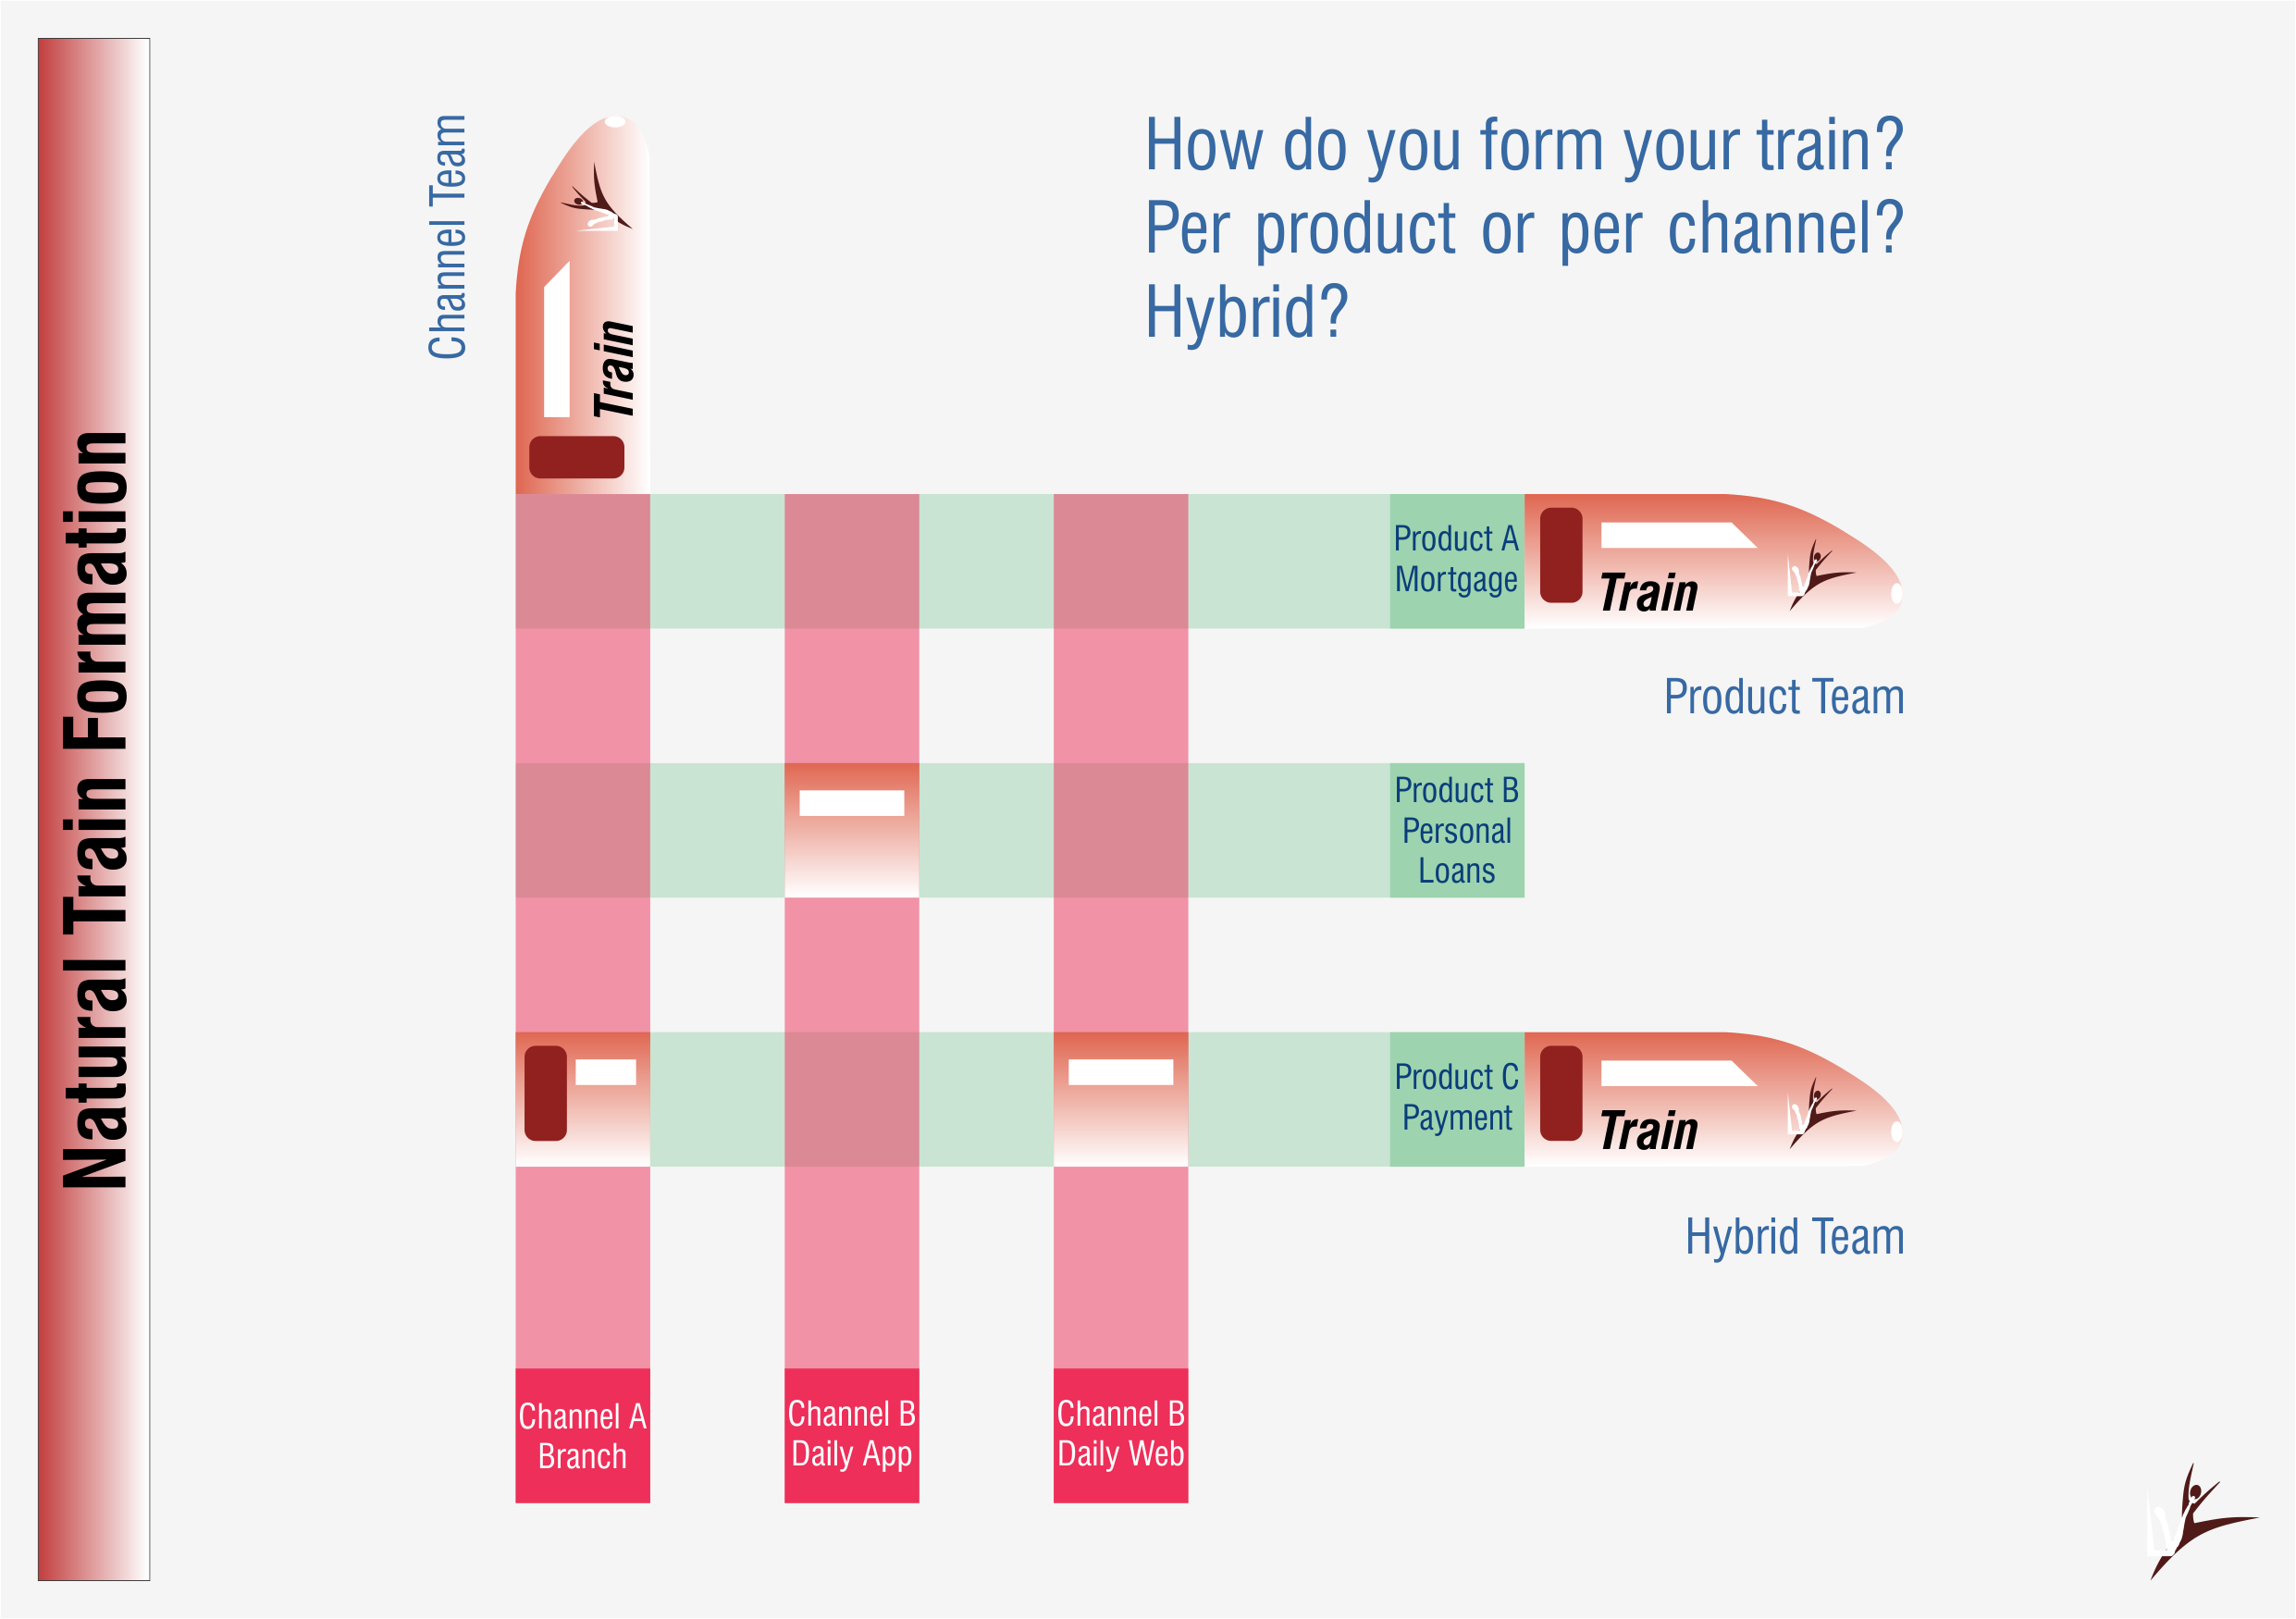 Natural Train Formation
Channel Team
How do you form your train?
Per product or per channel?
Hybrid?
Train
Product A
Mortgage
Train
Product Team
Product B
Personal
Loans
Product C
Payment
Train
Hybrid Team
Channel A
Branch
Channel B
Daily App
Channel B
Daily Web